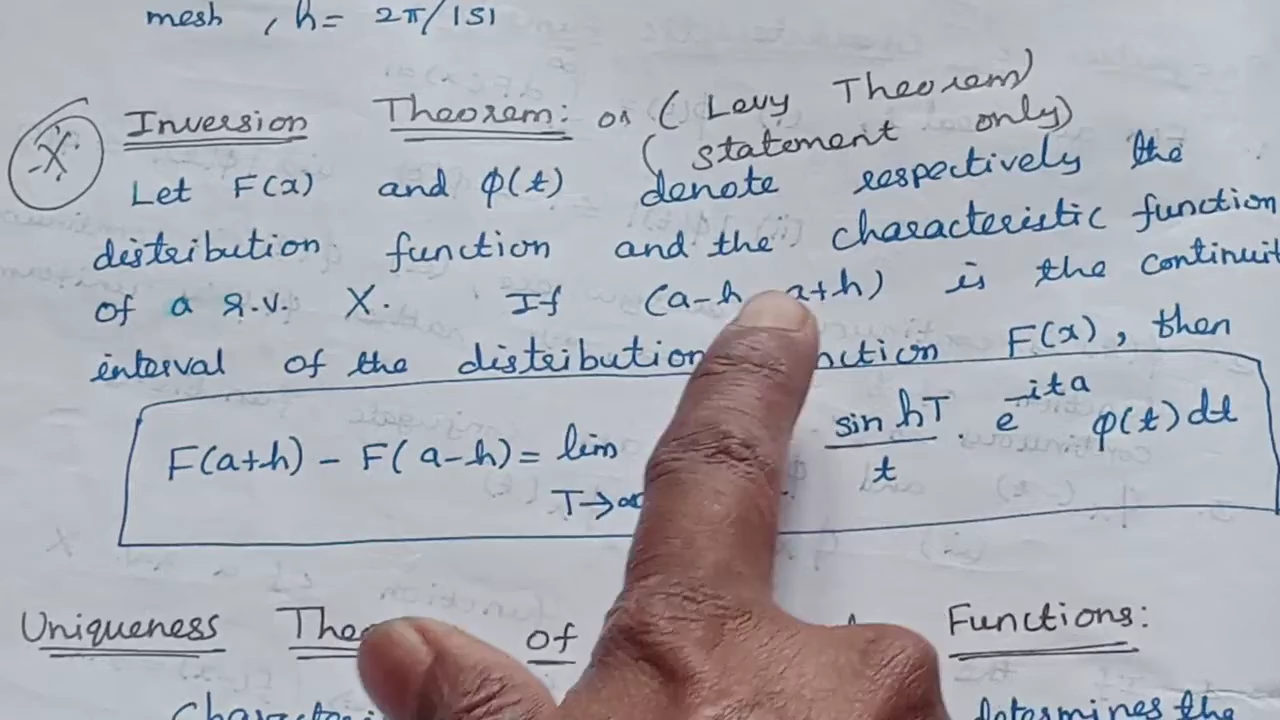 mesh , h = 2π/|s|
Inversion Theorem: or ( Levy Theorem)
( statement only)
Let F(x) and φ(t) denote respectively the
distribution function and the characteristic function
of a r.v. X. If (a-h a+h) is the continuit
interval of the distribution F(x), then
F(a+h) - F(a-h) = lim T→∞ sin hT / t . e^-ita φ(t) dt
Uniqueness of Functions:
determines the